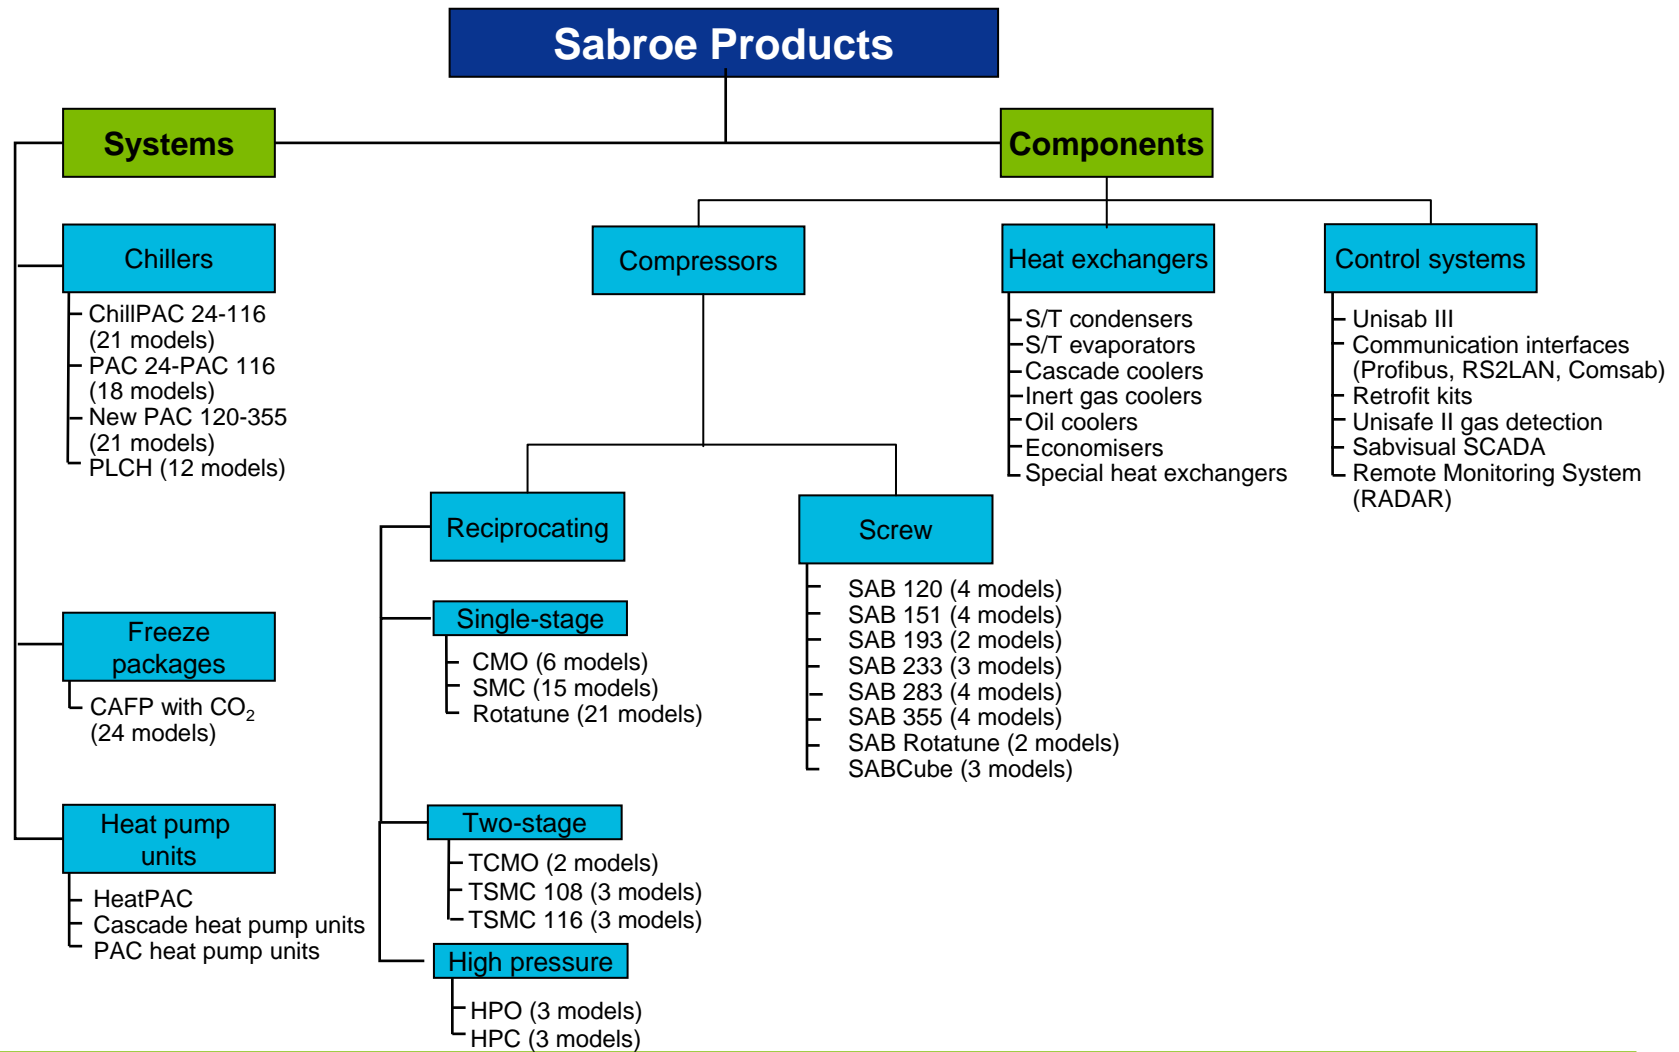 Sabroe Products
Systems
Components
Chillers
ChillPAC 24-116
(21 models)
PAC 24-PAC 116
(18 models)
New PAC 120-355
(21 models)
PLCH (12 models)
Freeze
packages
CAFP with CO₂
(24 models)
Heat pump
units
HeatPAC
Cascade heat pump units
PAC heat pump units
Compressors
Reciprocating
Single-stage
CMO (6 models)
SMC (15 models)
Rotatune (21 models)
Two-stage
TCMO (2 models)
TSMC 108 (3 models)
TSMC 116 (3 models)
High pressure
HPO (3 models)
HPC (3 models)
Screw
SAB 120 (4 models)
SAB 151 (4 models)
SAB 193 (2 models)
SAB 233 (3 models)
SAB 283 (4 models)
SAB 355 (4 models)
SAB Rotatune (2 models)
SABCube (3 models)
Heat exchangers
S/T condensers
S/T evaporators
Cascade coolers
Inert gas coolers
Oil coolers
Economisers
Special heat exchangers
Control systems
Unisab III
Communication interfaces
(Profibus, RS2LAN, Comsab)
Retrofit kits
Unisafe II gas detection
Sabvisual SCADA
Remote Monitoring System
(RADAR)